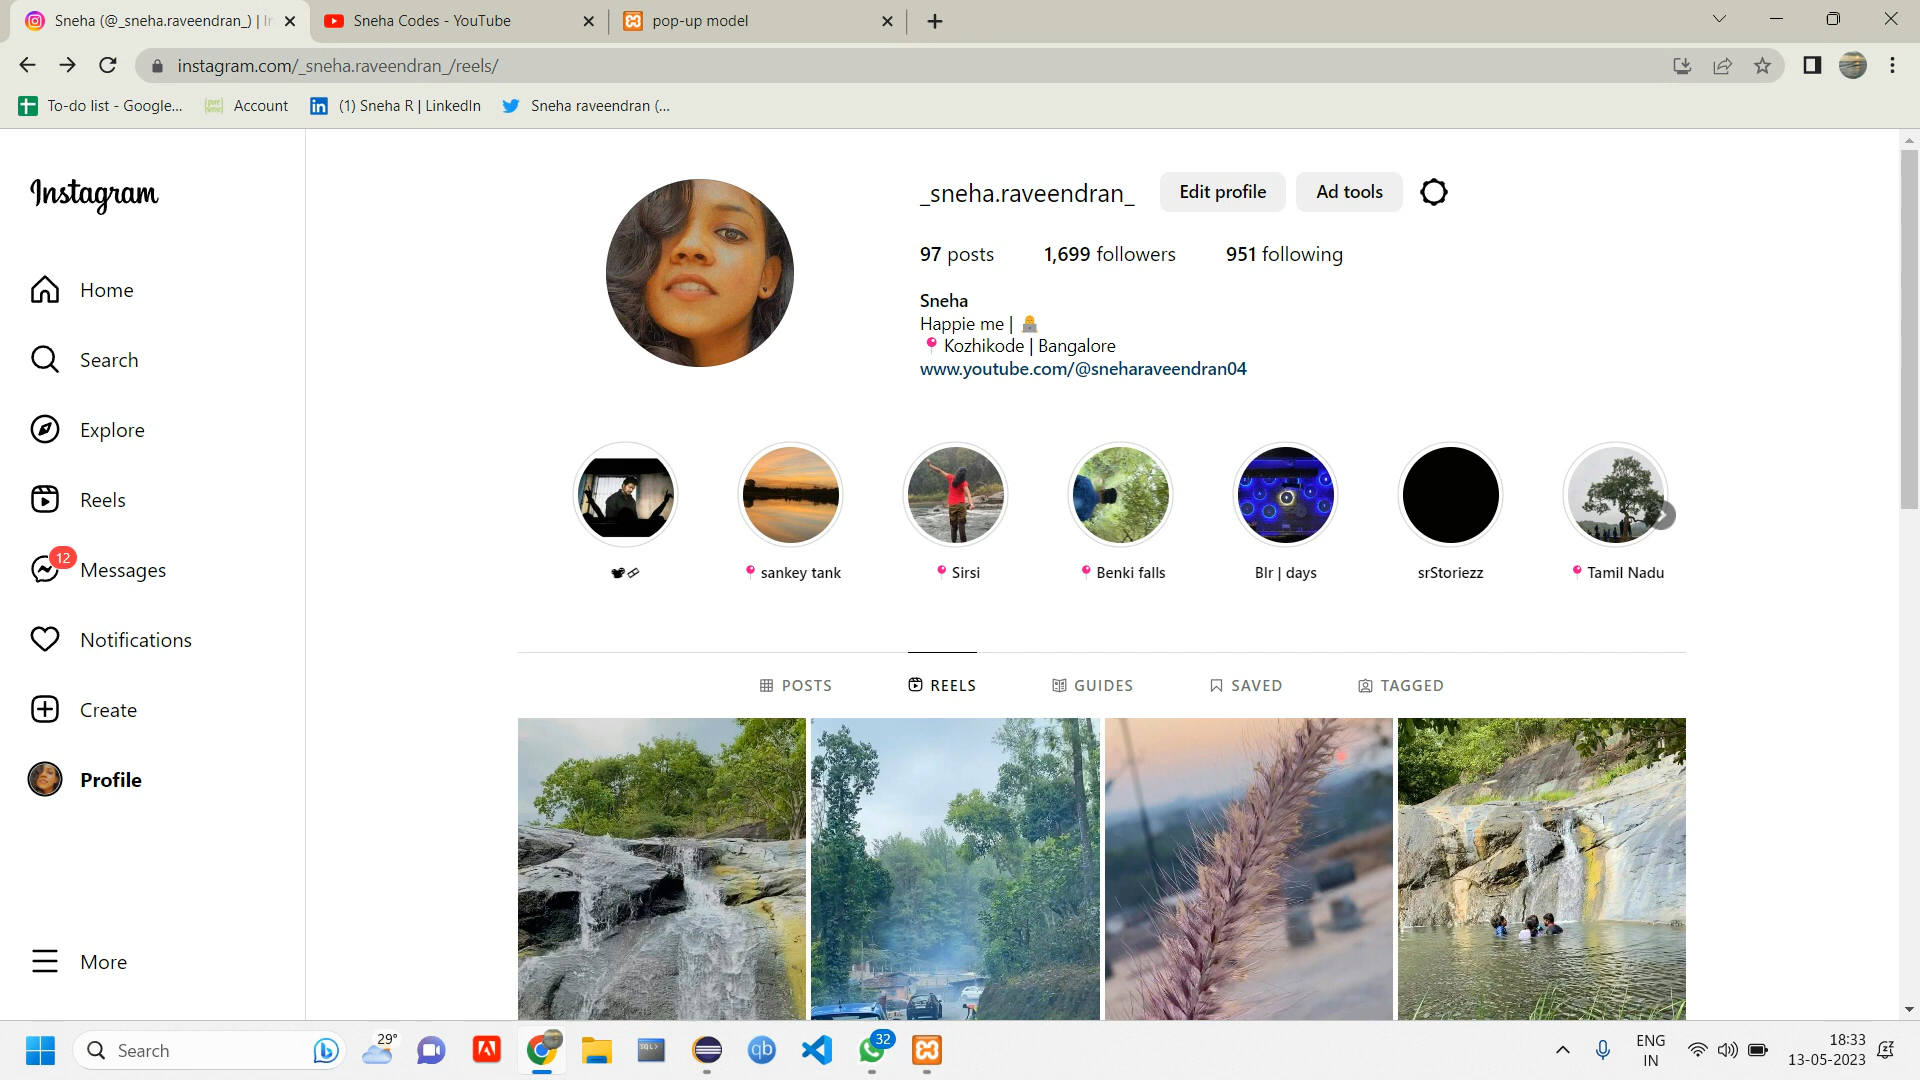 Sneha (@_sneha.raveendran_) | In
Sneha Codes - YouTube
pop-up model
instagram.com/_sneha.raveendran_/reels/
To-do list - Google...
Account
(1) Sneha R | LinkedIn
Sneha raveendran (...
Instagram
_sneha.raveendran_
Edit profile
Ad tools
97 posts
1,699 followers
951 following
Sneha
Happie me |
Kozhikode | Bangalore
www.youtube.com/@sneharaveendran04
Home
Search
Explore
Reels
12
Messages
Notifications
Create
Profile
More
sankey tank
Sirsi
Benki falls
Blr | days
srStoriezz
Tamil Nadu
POSTS
REELS
GUIDES
SAVED
TAGGED
Search
29°
SQL>
qb
32
ENG
IN
18:33
13-05-2023